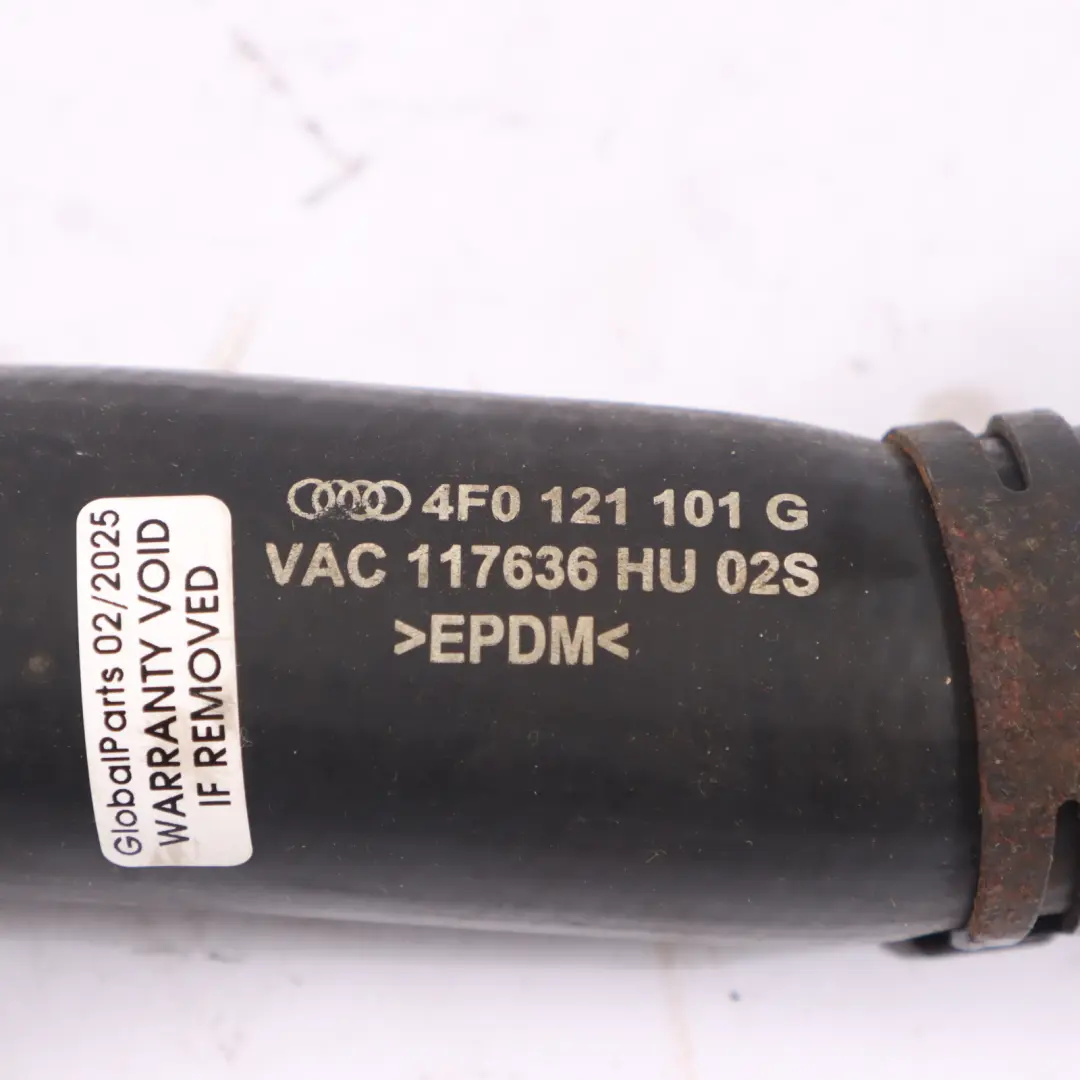 4F0 121 101 G
VAC 117636 HU 02S
>EPDM<
GlobalParts 02/2025
WARRANTY VOID
IF REMOVED